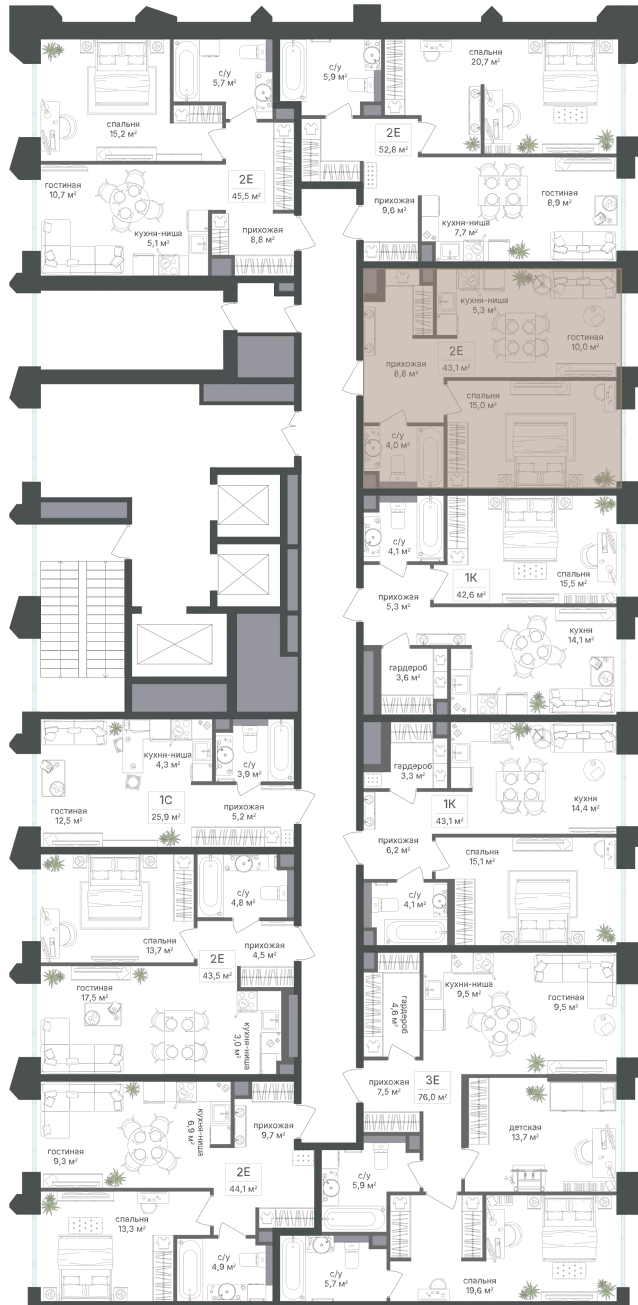 с/у
5,7 м²
спальня
15,2 м²
гостиная
10,7 м²
2Е
45,5 м²
кухня-ниша
5,1 м²
прихожая
8,8 м²
с/у
5,9 м²
спальня
20,7 м²
2Е
52,8 м²
прихожая
9,6 м²
гостиная
8,9 м²
кухня-ниша
7,7 м²
кухня-ниша
5,3 м²
гостиная
10,0 м²
2Е
43,1 м²
прихожая
8,8 м²
спальня
15,0 м²
с/у
4,0 м²
с/у
4,1 м²
1К
42,6 м²
спальня
15,5 м²
прихожая
5,3 м²
кухня
14,1 м²
гардероб
3,6 м²
кухня-ниша
4,3 м²
с/у
3,9 м²
1С
25,9 м²
гостиная
12,5 м²
прихожая
5,2 м²
гардероб
3,3 м²
1К
43,1 м²
кухня
14,4 м²
прихожая
6,2 м²
спальня
15,1 м²
с/у
4,1 м²
с/у
4,8 м²
спальня
13,7 м²
прихожая
4,5 м²
2Е
43,5 м²
гостиная
17,5 м²
кухня-ниша
3,0 м²
гардероб
4,6 м²
кухня-ниша
9,5 м²
гостиная
9,5 м²
прихожая
7,5 м²
3Е
76,0 м²
детская
13,7 м²
кухня-ниша
6,9 м²
прихожая
9,7 м²
гостиная
9,3 м²
2Е
44,1 м²
спальня
13,3 м²
с/у
4,9 м²
с/у
5,9 м²
с/у
5,7 м²
спальня
19,6 м²